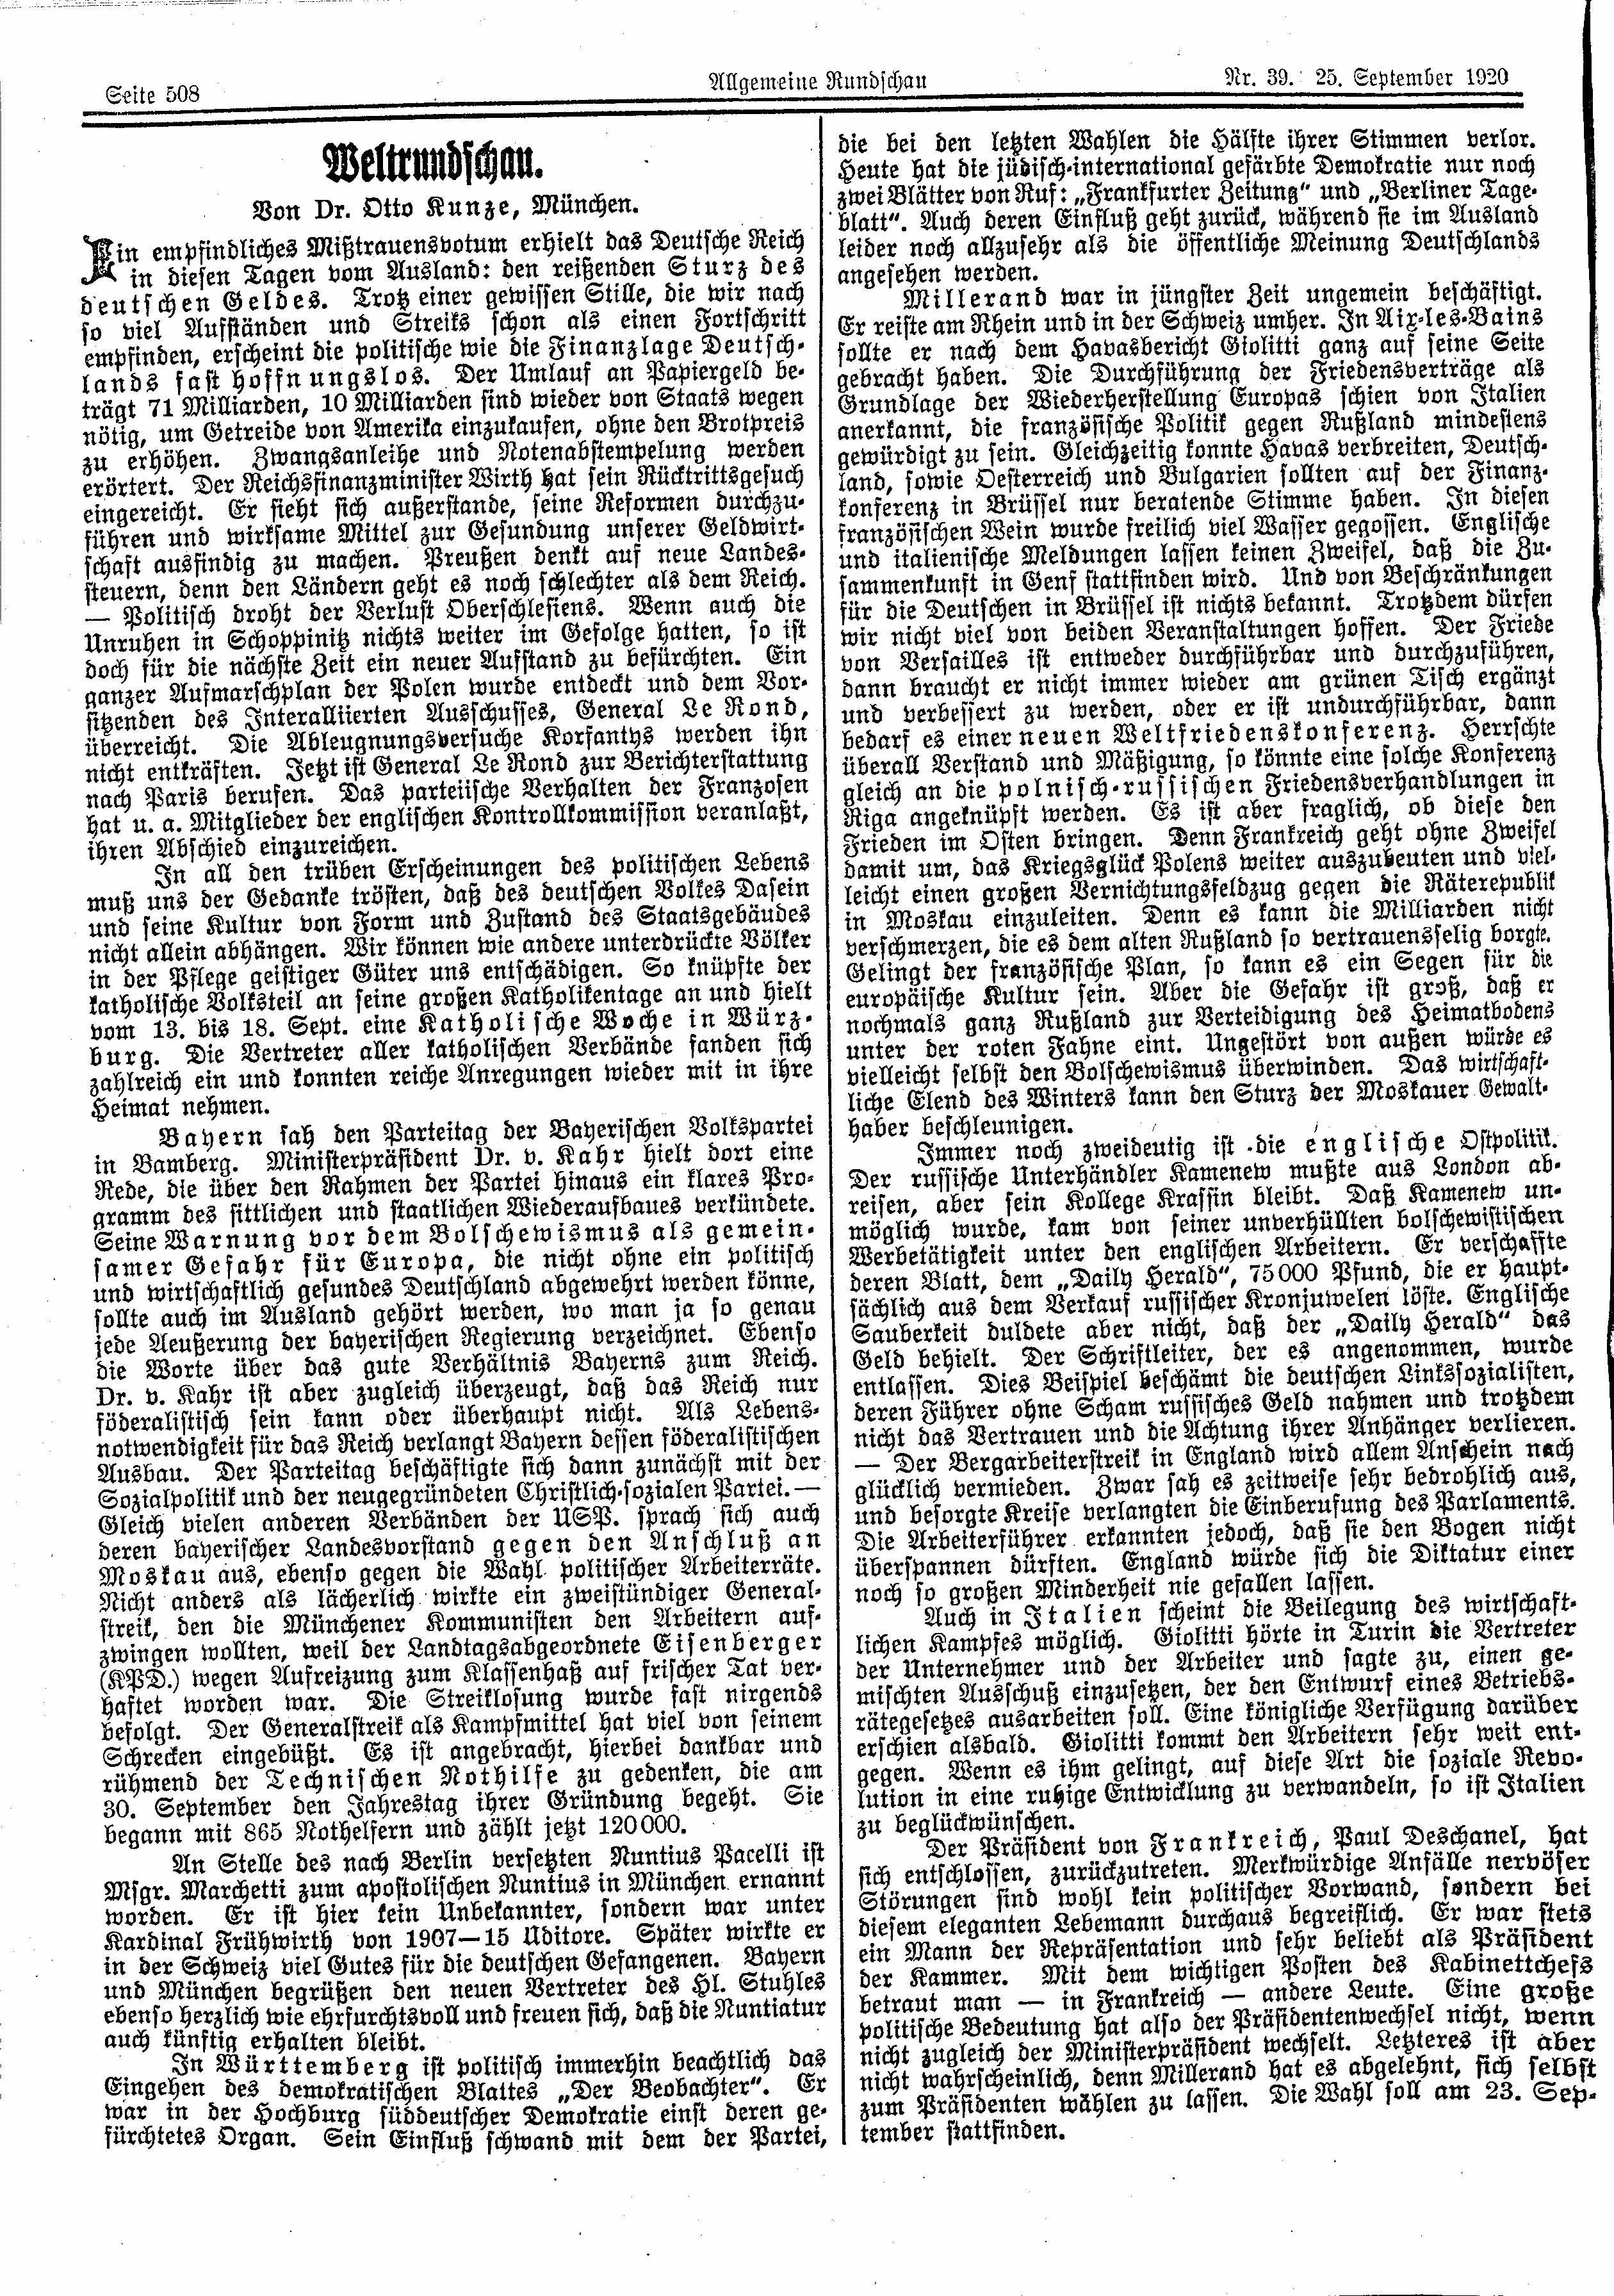 Seite 508
Allgemeine Rundschau
Nr. 39. 25. September 1920
Weltrundschau.
Von Dr. Otto Kunze, München.
Ein empfindliches Mißtrauensvotum erhielt das Deutsche Reich
in diesen Tagen vom Ausland: den reißenden Sturz des
deutschen Geldes. Trotz einer gewissen Stille, die wir nach
so viel Aufständen und Streiks schon als einen Fortschritt
empfinden, erscheint die politische wie die Finanzlage Deutsch-
lands fast hoffnungslos. Der Umlauf an Papiergeld be-
trägt 71 Milliarden, 10 Milliarden sind wieder von Staats wegen
nötig, um Getreide von Amerika einzukaufen, ohne den Brotpreis
zu erhöhen. Zwangsanleihe und Notenabstempelung werden
erörtert. Der Reichsfinanzminister Wirth hat sein Rücktrittsgesuch
eingereicht. Er sieht sich außerstande, seine Reformen durchzu-
führen und wirksame Mittel zur Gesundung unserer Geldwirt-
schaft ausfindig zu machen. Preußen denkt auf neue Landes-
steuern, denn den Ländern geht es noch schlechter als dem Reich.
— Politisch droht der Verlust Oberschlesiens. Wenn auch die
Unruhen in Schoppinitz nichts weiter im Gefolge hatten, so ist
doch für die nächste Zeit ein neuer Aufstand zu befürchten. Ein
ganzer Aufmarschplan der Polen wurde entdeckt und dem Vor-
sitzenden des Interalliierten Ausschusses, General Le Rond,
überreicht. Die Ableugnungsversuche Korfantys werden ihn
nicht entkräften. Jetzt ist General Le Rond zur Berichterstattung
nach Paris berufen. Das parteiische Verhalten der Franzosen
hat u. a. Mitglieder der englischen Kontrollkommission veranlaßt,
ihren Abschied einzureichen.
In all den trüben Erscheinungen des politischen Lebens
muß uns der Gedanke trösten, daß des deutschen Volkes Dasein
und seine Kultur von Form und Zustand des Staatsgebäudes
nicht allein abhängen. Wir können wie andere unterdrückte Völker
in der Pflege geistiger Güter uns entschädigen. So knüpfte der
katholische Volksteil an seine großen Katholikentage an und hielt
vom 13. bis 18. Sept. eine Katholische Woche in Würz-
burg. Die Vertreter aller katholischen Verbände fanden sich
zahlreich ein und konnten reiche Anregungen wieder mit in ihre
Heimat nehmen.
Bayern sah den Parteitag der Bayerischen Volkspartei
in Bamberg. Ministerpräsident Dr. v. Kahr hielt dort eine
Rede, die über den Rahmen der Partei hinaus ein klares Pro-
gramm des sittlichen und staatlichen Wiederaufbaues verkündete.
Seine Warnung vor dem Bolschewismus als gemein-
samer Gefahr für Europa, die nicht ohne ein politisch
und wirtschaftlich gesundes Deutschland abgewehrt werden könne,
sollte auch im Ausland gehört werden, wo man ja so genau
jede Aeußerung der bayerischen Regierung verzeichnet. Ebenso
die Worte über das gute Verhältnis Bayerns zum Reich.
Dr. v. Kahr ist aber zugleich überzeugt, daß das Reich nur
föderalistisch sein kann oder überhaupt nicht. Als Lebens-
notwendigkeit für das Reich verlangt Bayern dessen föderalistischen
Ausbau. Der Parteitag beschäftigte sich dann zunächst mit der
Sozialpolitik und der neugegründeten Christlich-sozialen Partei.—
Gleich vielen anderen Verbänden der USP. sprach sich auch
deren bayerischer Landesvorstand gegen den Anschluß an
Moskau aus, ebenso gegen die Wahl politischer Arbeiterräte.
Nicht anders als lächerlich wirkte ein zweistündiger General-
streik, den die Münchener Kommunisten den Arbeitern auf-
zwingen wollten, weil der Landtagsabgeordnete Eisenberger
(KPD.) wegen Aufreizung zum Klassenhaß auf frischer Tat ver-
haftet worden war. Die Streiklosung wurde fast nirgends
befolgt. Der Generalstreik als Kampfmittel hat viel von seinem
Schrecken eingebüßt. Es ist angebracht, hierbei dankbar und
rühmend der Technischen Nothilfe zu gedenken, die am
30. September den Jahrestag ihrer Gründung begeht. Sie
begann mit 865 Nothelfern und zählt jetzt 120000.
An Stelle des nach Berlin versetzten Nuntius Pacelli ist
Msgr. Marchetti zum apostolischen Nuntius in München ernannt
worden. Er ist hier kein Unbekannter, sondern war unter
Kardinal Frühwirth von 1907—15 Uditore. Später wirkte er
in der Schweiz viel Gutes für die deutschen Gefangenen. Bayern
und München begrüßen den neuen Vertreter des Hl. Stuhles
ebenso herzlich wie ehrfurchtsvoll und freuen sich, daß die Nuntiatur
auch künftig erhalten bleibt.
In Württemberg ist politisch immerhin beachtlich das
Eingehen des demokratischen Blattes „Der Beobachter“. Er
war in der Hochburg süddeutscher Demokratie einst deren ge-
fürchtetes Organ. Sein Einfluß schwand mit dem der Partei,
die bei den letzten Wahlen die Hälfte ihrer Stimmen verlor.
Heute hat die jüdisch-international gefärbte Demokratie nur noch
zwei Blätter von Ruf: „Frankfurter Zeitung“ und „Berliner Tage-
blatt“. Auch deren Einfluß geht zurück, während sie im Ausland
leider noch allzusehr als die öffentliche Meinung Deutschlands
angesehen werden.
Millerand war in jüngster Zeit ungemein beschäftigt.
Er reiste am Rhein und in der Schweiz umher. In Aix-les-Bains
sollte er nach dem Havasbericht Giolitti ganz auf seine Seite
gebracht haben. Die Durchführung der Friedensverträge als
Grundlage der Wiederherstellung Europas schien von Italien
anerkannt, die französische Politik gegen Rußland mindestens
gewürdigt zu sein. Gleichzeitig konnte Havas verbreiten, Deutsch-
land, sowie Oesterreich und Bulgarien sollten auf der Finanz-
konferenz in Brüssel nur beratende Stimme haben. In diesen
französischen Wein wurde freilich viel Wasser gegossen. Englische
und italienische Meldungen lassen keinen Zweifel, daß die Zu-
sammenkunft in Genf stattfinden wird. Und von Beschränkungen
für die Deutschen in Brüssel ist nichts bekannt. Trotzdem dürfen
wir nicht viel von beiden Veranstaltungen hoffen. Der Friede
von Versailles ist entweder durchführbar und durchzuführen,
dann braucht er nicht immer wieder am grünen Tisch ergänzt
und verbessert zu werden, oder er ist undurchführbar, dann
bedarf es einer neuen Weltfriedenskonferenz. Herrschte
überall Verstand und Mäßigung, so könnte eine solche Konferenz
gleich an die polnisch-russischen Friedensverhandlungen in
Riga angeknüpft werden. Es ist aber fraglich, ob diese den
Frieden im Osten bringen. Denn Frankreich geht ohne Zweifel
damit um, das Kriegsglück Polens weiter auszubeuten und viel-
leicht einen großen Vernichtungsfeldzug gegen die Räterepublik
in Moskau einzuleiten. Denn es kann die Milliarden nicht
verschmerzen, die es dem alten Rußland so vertrauensselig borgte.
Gelingt der französische Plan, so kann es ein Segen für die
europäische Kultur sein. Aber die Gefahr ist groß, daß er
nochmals ganz Rußland zur Verteidigung des Heimatbodens
unter der roten Fahne eint. Ungestört von außen würde es
vielleicht selbst den Bolschewismus überwinden. Das wirtschaft-
liche Elend des Winters kann den Sturz der Moskauer Gewalt-
haber beschleunigen.
Immer noch zweideutig ist die englische Ostpolitik.
Der russische Unterhändler Kamenew mußte aus London ab-
reisen, aber sein Kollege Krassin bleibt. Daß Kamenew un-
möglich wurde, kam von seiner unverhüllten bolschewistischen
Werbetätigkeit unter den englischen Arbeitern. Er verschaffte
deren Blatt, dem „Daily Herald“, 75000 Pfund, die er haupt-
sächlich aus dem Verkauf russischer Kronjuwelen löste. Englische
Sauberkeit duldete aber nicht, daß der „Daily Herald“ das
Geld behielt. Der Schriftleiter, der es angenommen, wurde
entlassen. Dies Beispiel beschämt die deutschen Linkssozialisten,
deren Führer ohne Scham russisches Geld nahmen und trotzdem
nicht das Vertrauen und die Achtung ihrer Anhänger verlieren.
— Der Bergarbeiterstreik in England wird allem Anschein nach
glücklich vermieden. Zwar sah es zeitweise sehr bedrohlich aus,
und besorgte Kreise verlangten die Einberufung des Parlaments.
Die Arbeiterführer erkannten jedoch, daß sie den Bogen nicht
überspannen dürften. England würde sich die Diktatur einer
noch so großen Minderheit nie gefallen lassen.
Auch in Italien scheint die Beilegung des wirtschaft-
lichen Kampfes möglich. Giolitti hörte in Turin die Vertreter
der Unternehmer und der Arbeiter und sagte zu, einen ge-
mischten Ausschuß einzusetzen, der den Entwurf eines Betriebs-
rätegesetzes ausarbeiten soll. Eine königliche Verfügung darüber
erschien alsbald. Giolitti kommt den Arbeitern sehr weit ent-
gegen. Wenn es ihm gelingt, auf diese Art die soziale Revo-
lution in eine ruhige Entwicklung zu verwandeln, so ist Italien
zu beglückwünschen.
Der Präsident von Frankreich, Paul Deschanel, hat
sich entschlossen, zurückzutreten. Merkwürdige Anfälle nervöser
Störungen sind wohl kein politischer Vorwand, sondern bei
diesem eleganten Lebemann durchaus begreiflich. Er war stets
ein Mann der Repräsentation und sehr beliebt als Präsident
der Kammer. Mit dem wichtigen Posten des Kabinettchefs
betraut man — in Frankreich — andere Leute. Eine große
politische Bedeutung hat also der Präsidentenwechsel nicht, wenn
nicht zugleich der Ministerpräsident wechselt. Letzteres ist aber
nicht wahrscheinlich, denn Millerand hat es abgelehnt, sich selbst
zum Präsidenten wählen zu lassen. Die Wahl soll am 23. Sep-
tember stattfinden.